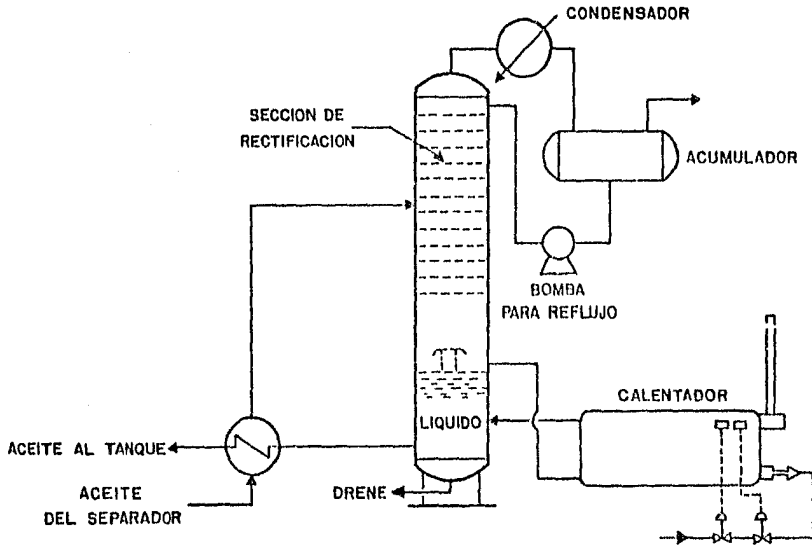 CONDENSADOR
SECCION DE
RECTIFICACION
ACUMULADOR
BOMBA
PARA REFLUJO
CALENTADOR
LIQUIDO
ACEITE AL TANQUE
ACEITE
DEL SEPARADOR
DRENE